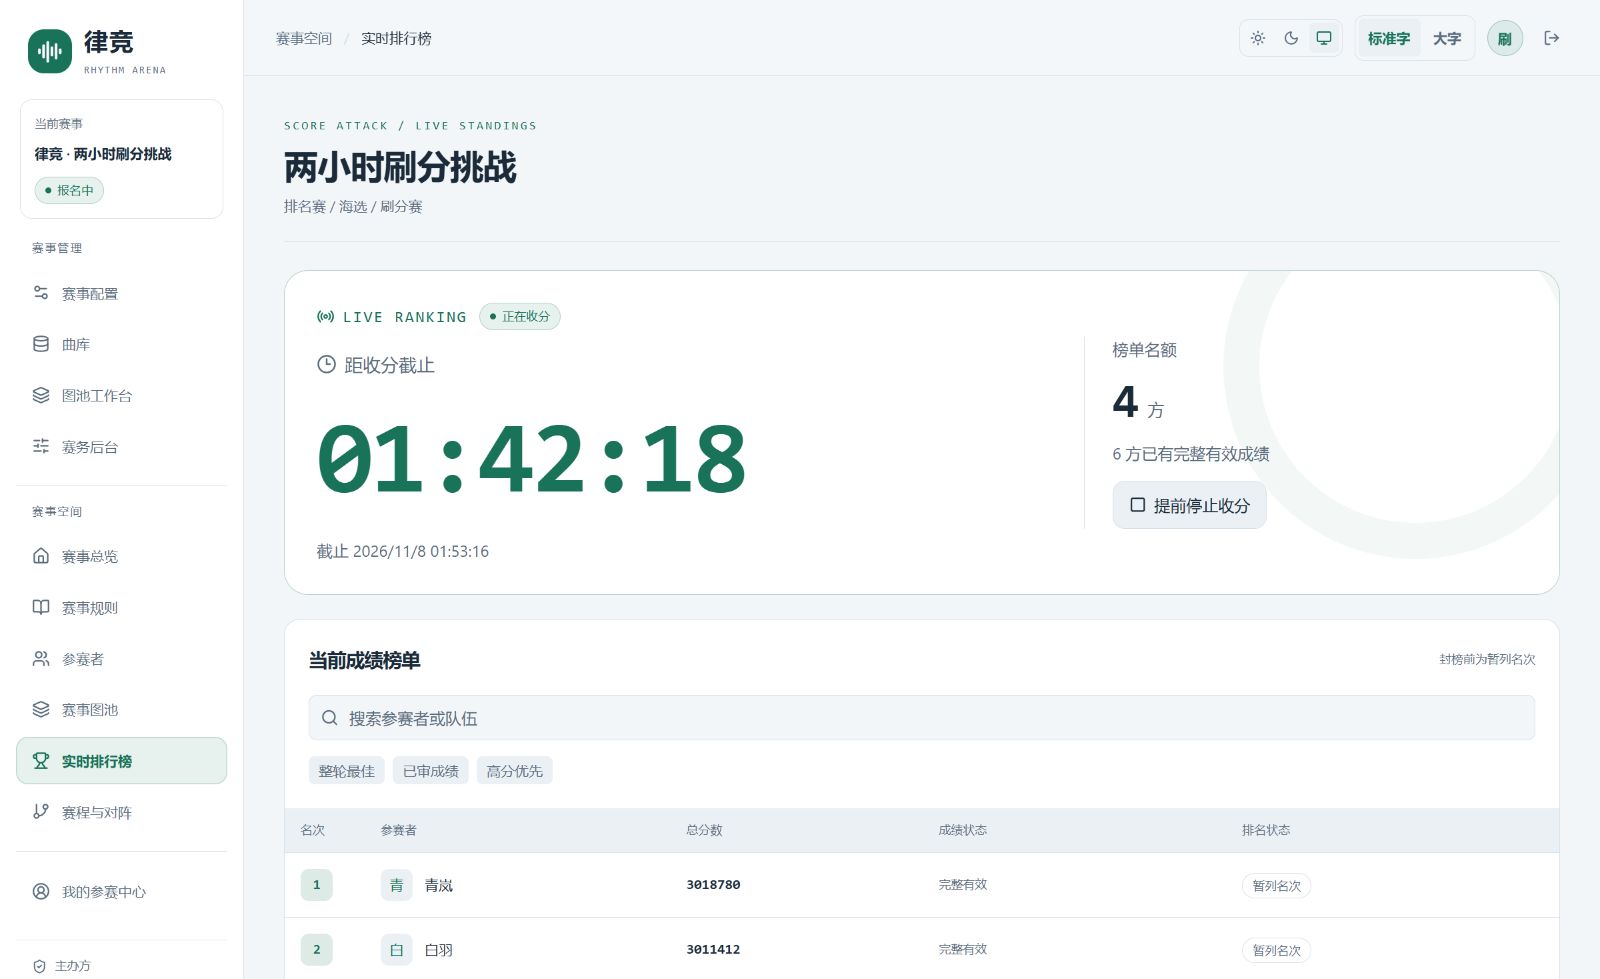 律竞
RHYTHM ARENA
当前赛事
律竞 · 两小时刷分挑战
报名中
赛事管理
赛事配置
曲库
图池工作台
赛务后台
赛事空间
赛事总览
赛事规则
参赛者
赛事图池
实时排行榜
赛程与对阵
我的参赛中心
主办方
赛事空间 / 实时排行榜
标准字 大字 刷
SCORE ATTACK / LIVE STANDINGS
两小时刷分挑战
排名赛 / 海选 / 刷分赛
LIVE RANKING 正在收分
距收分截止
01:42:18
截止 2026/11/8 01:53:16
榜单名额
4 方
6 方已有完整有效成绩
提前停止收分
当前成绩榜单 封榜前为暂列名次
搜索参赛者或队伍
整轮最佳 已审成绩 高分优先
名次 参赛者 总分数 成绩状态 排名状态
1 青 青岚 3018780 完整有效 暂列名次
2 白 白羽 3011412 完整有效 暂列名次